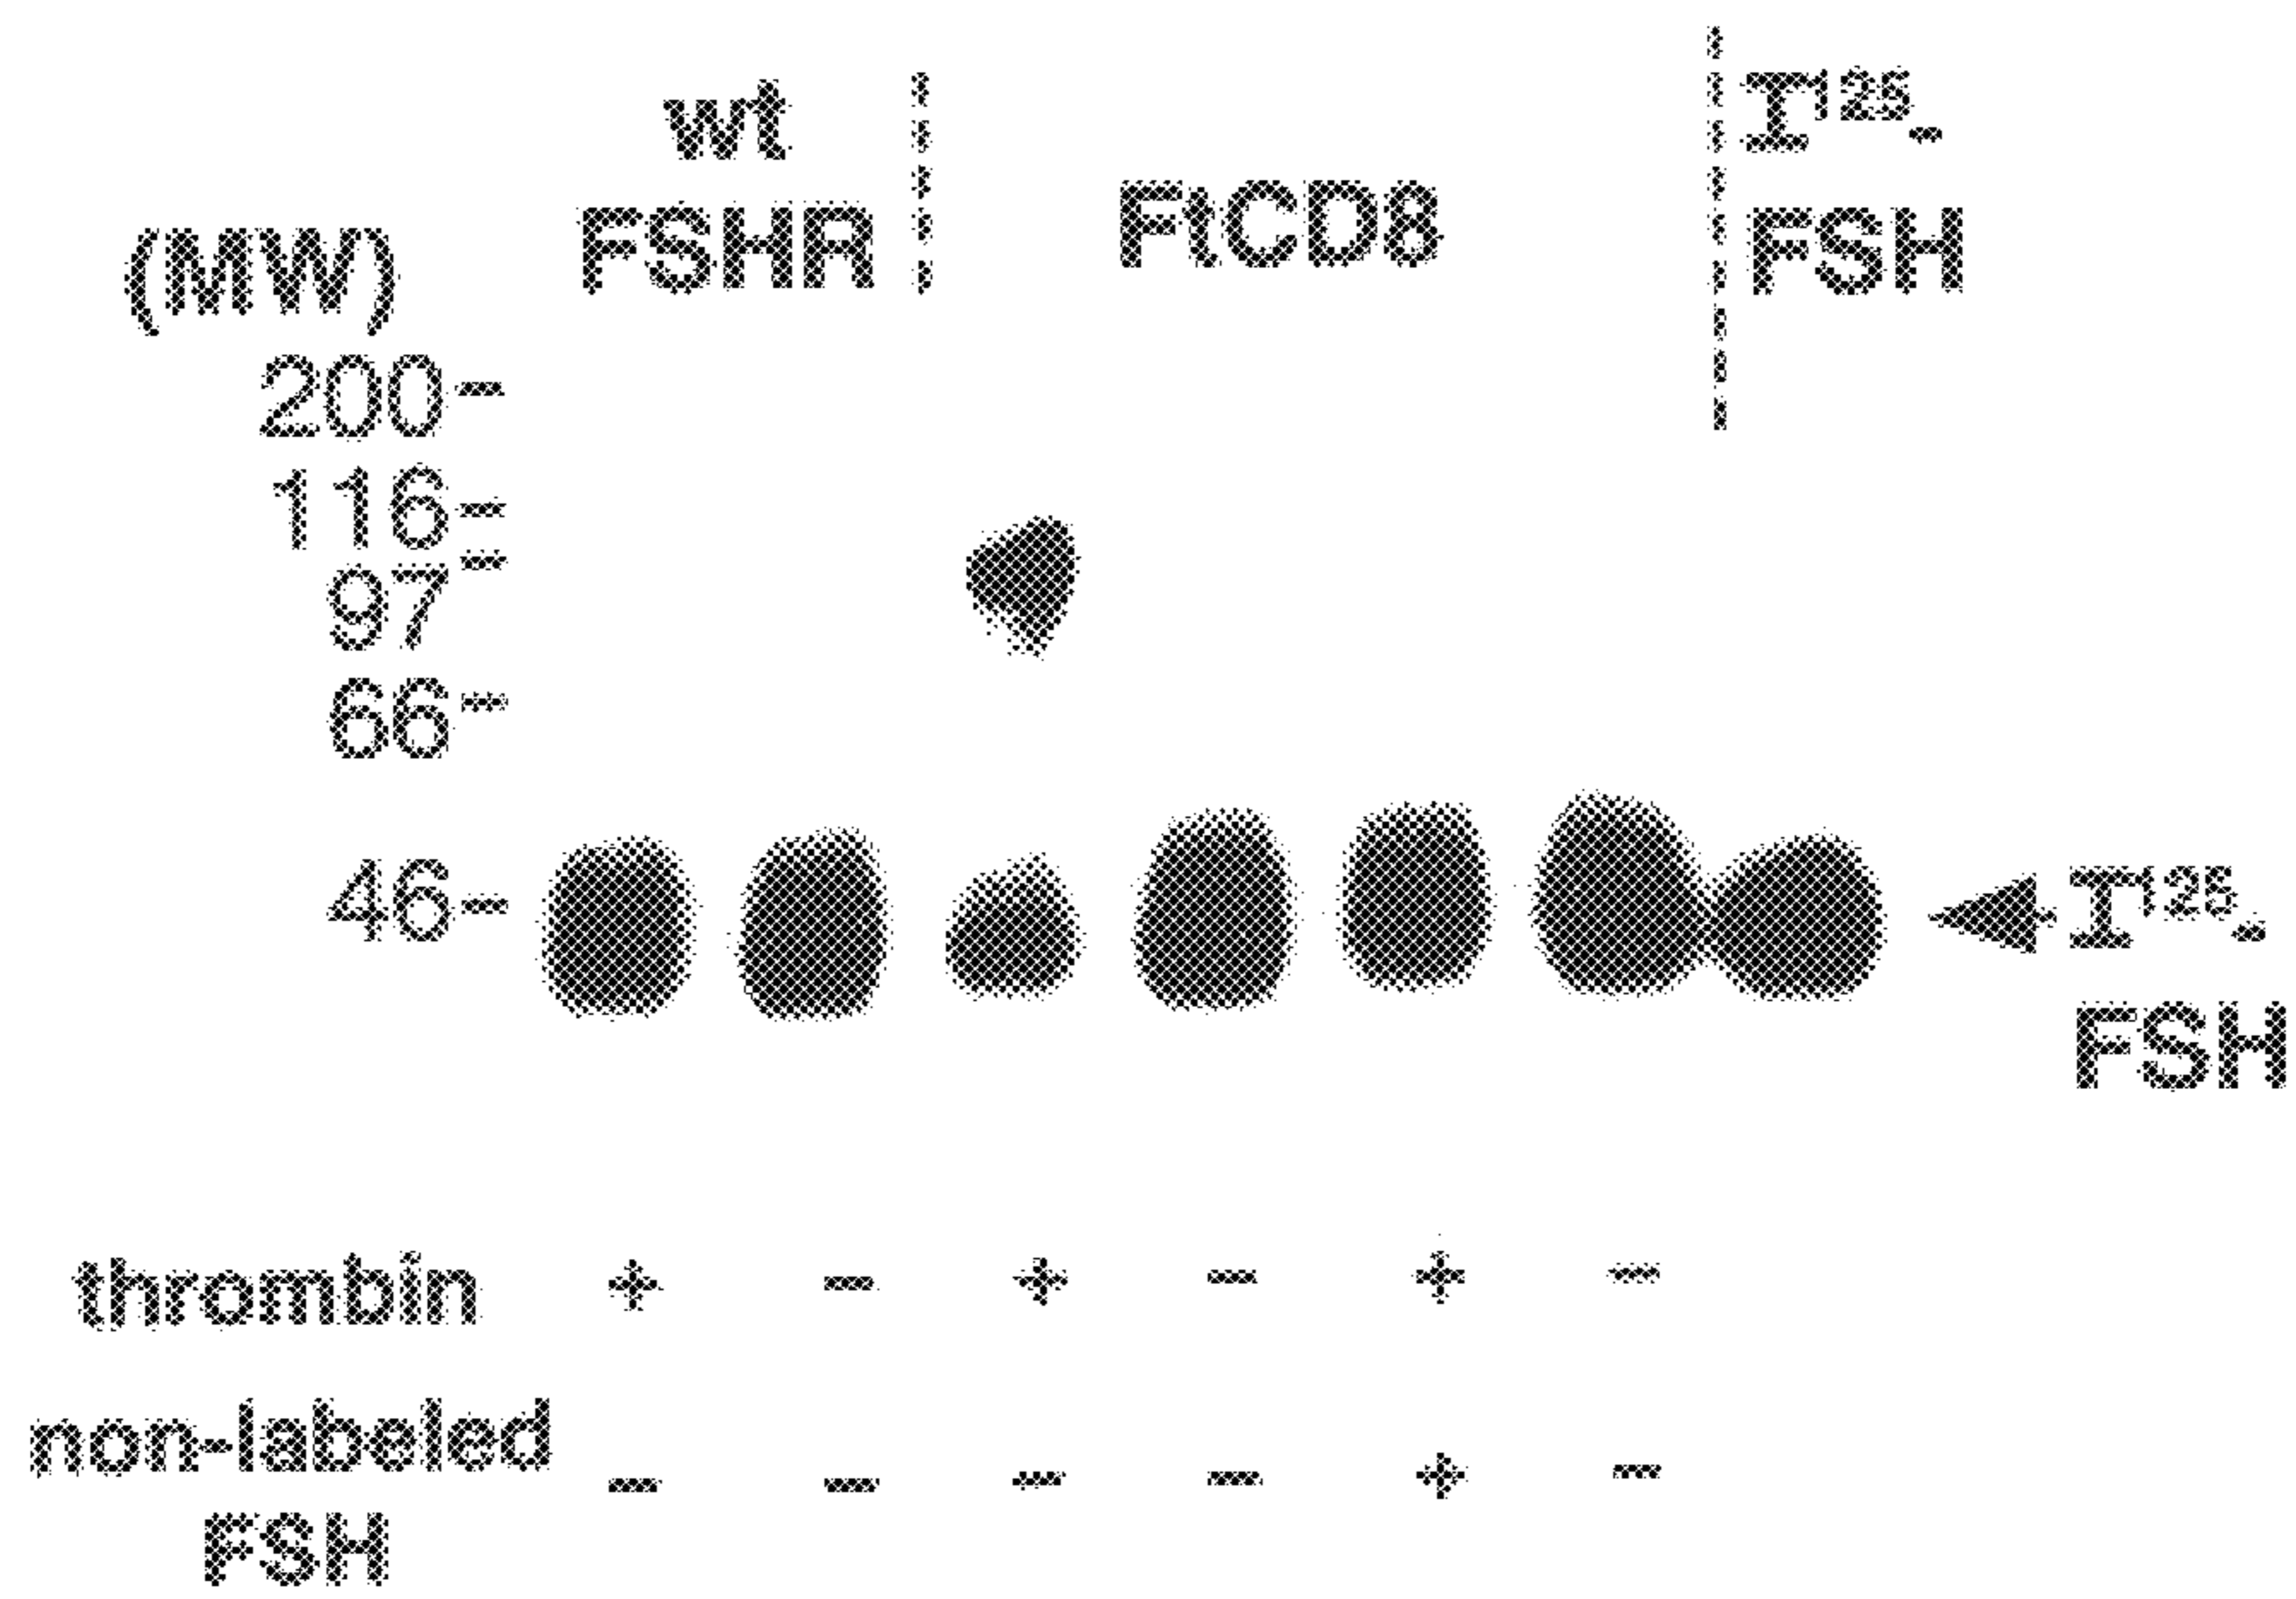 wt
FSHR
FtCD8
I¹²⁵-
FSH
(MW)
200-
116-
97-
66-
46-
I¹²⁵-
FSH
thrombin + - + - + -
non-labeled
FSH - - - - + -